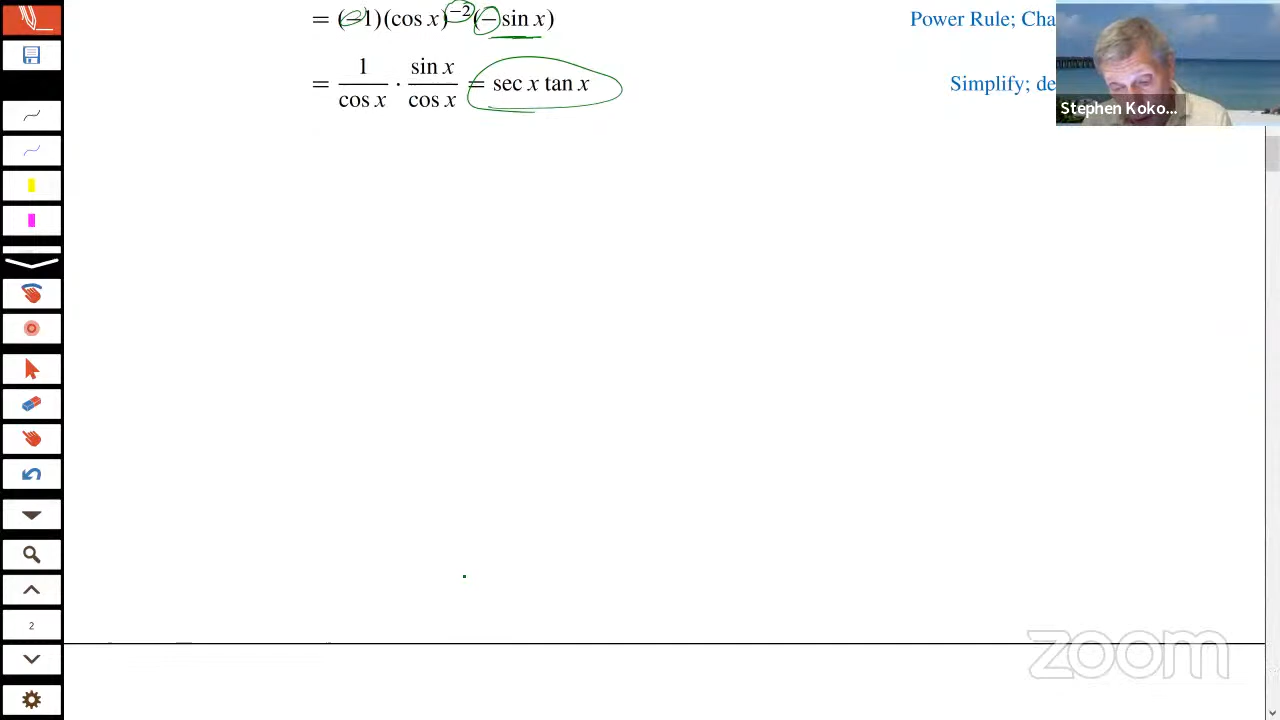 = (−1)(cos x)^−2 (− sin x) Power Rule; Cha
= 1/cos x · sin x/cos x = sec x tan x Simplify; de
Stephen Koko...
2
zoom